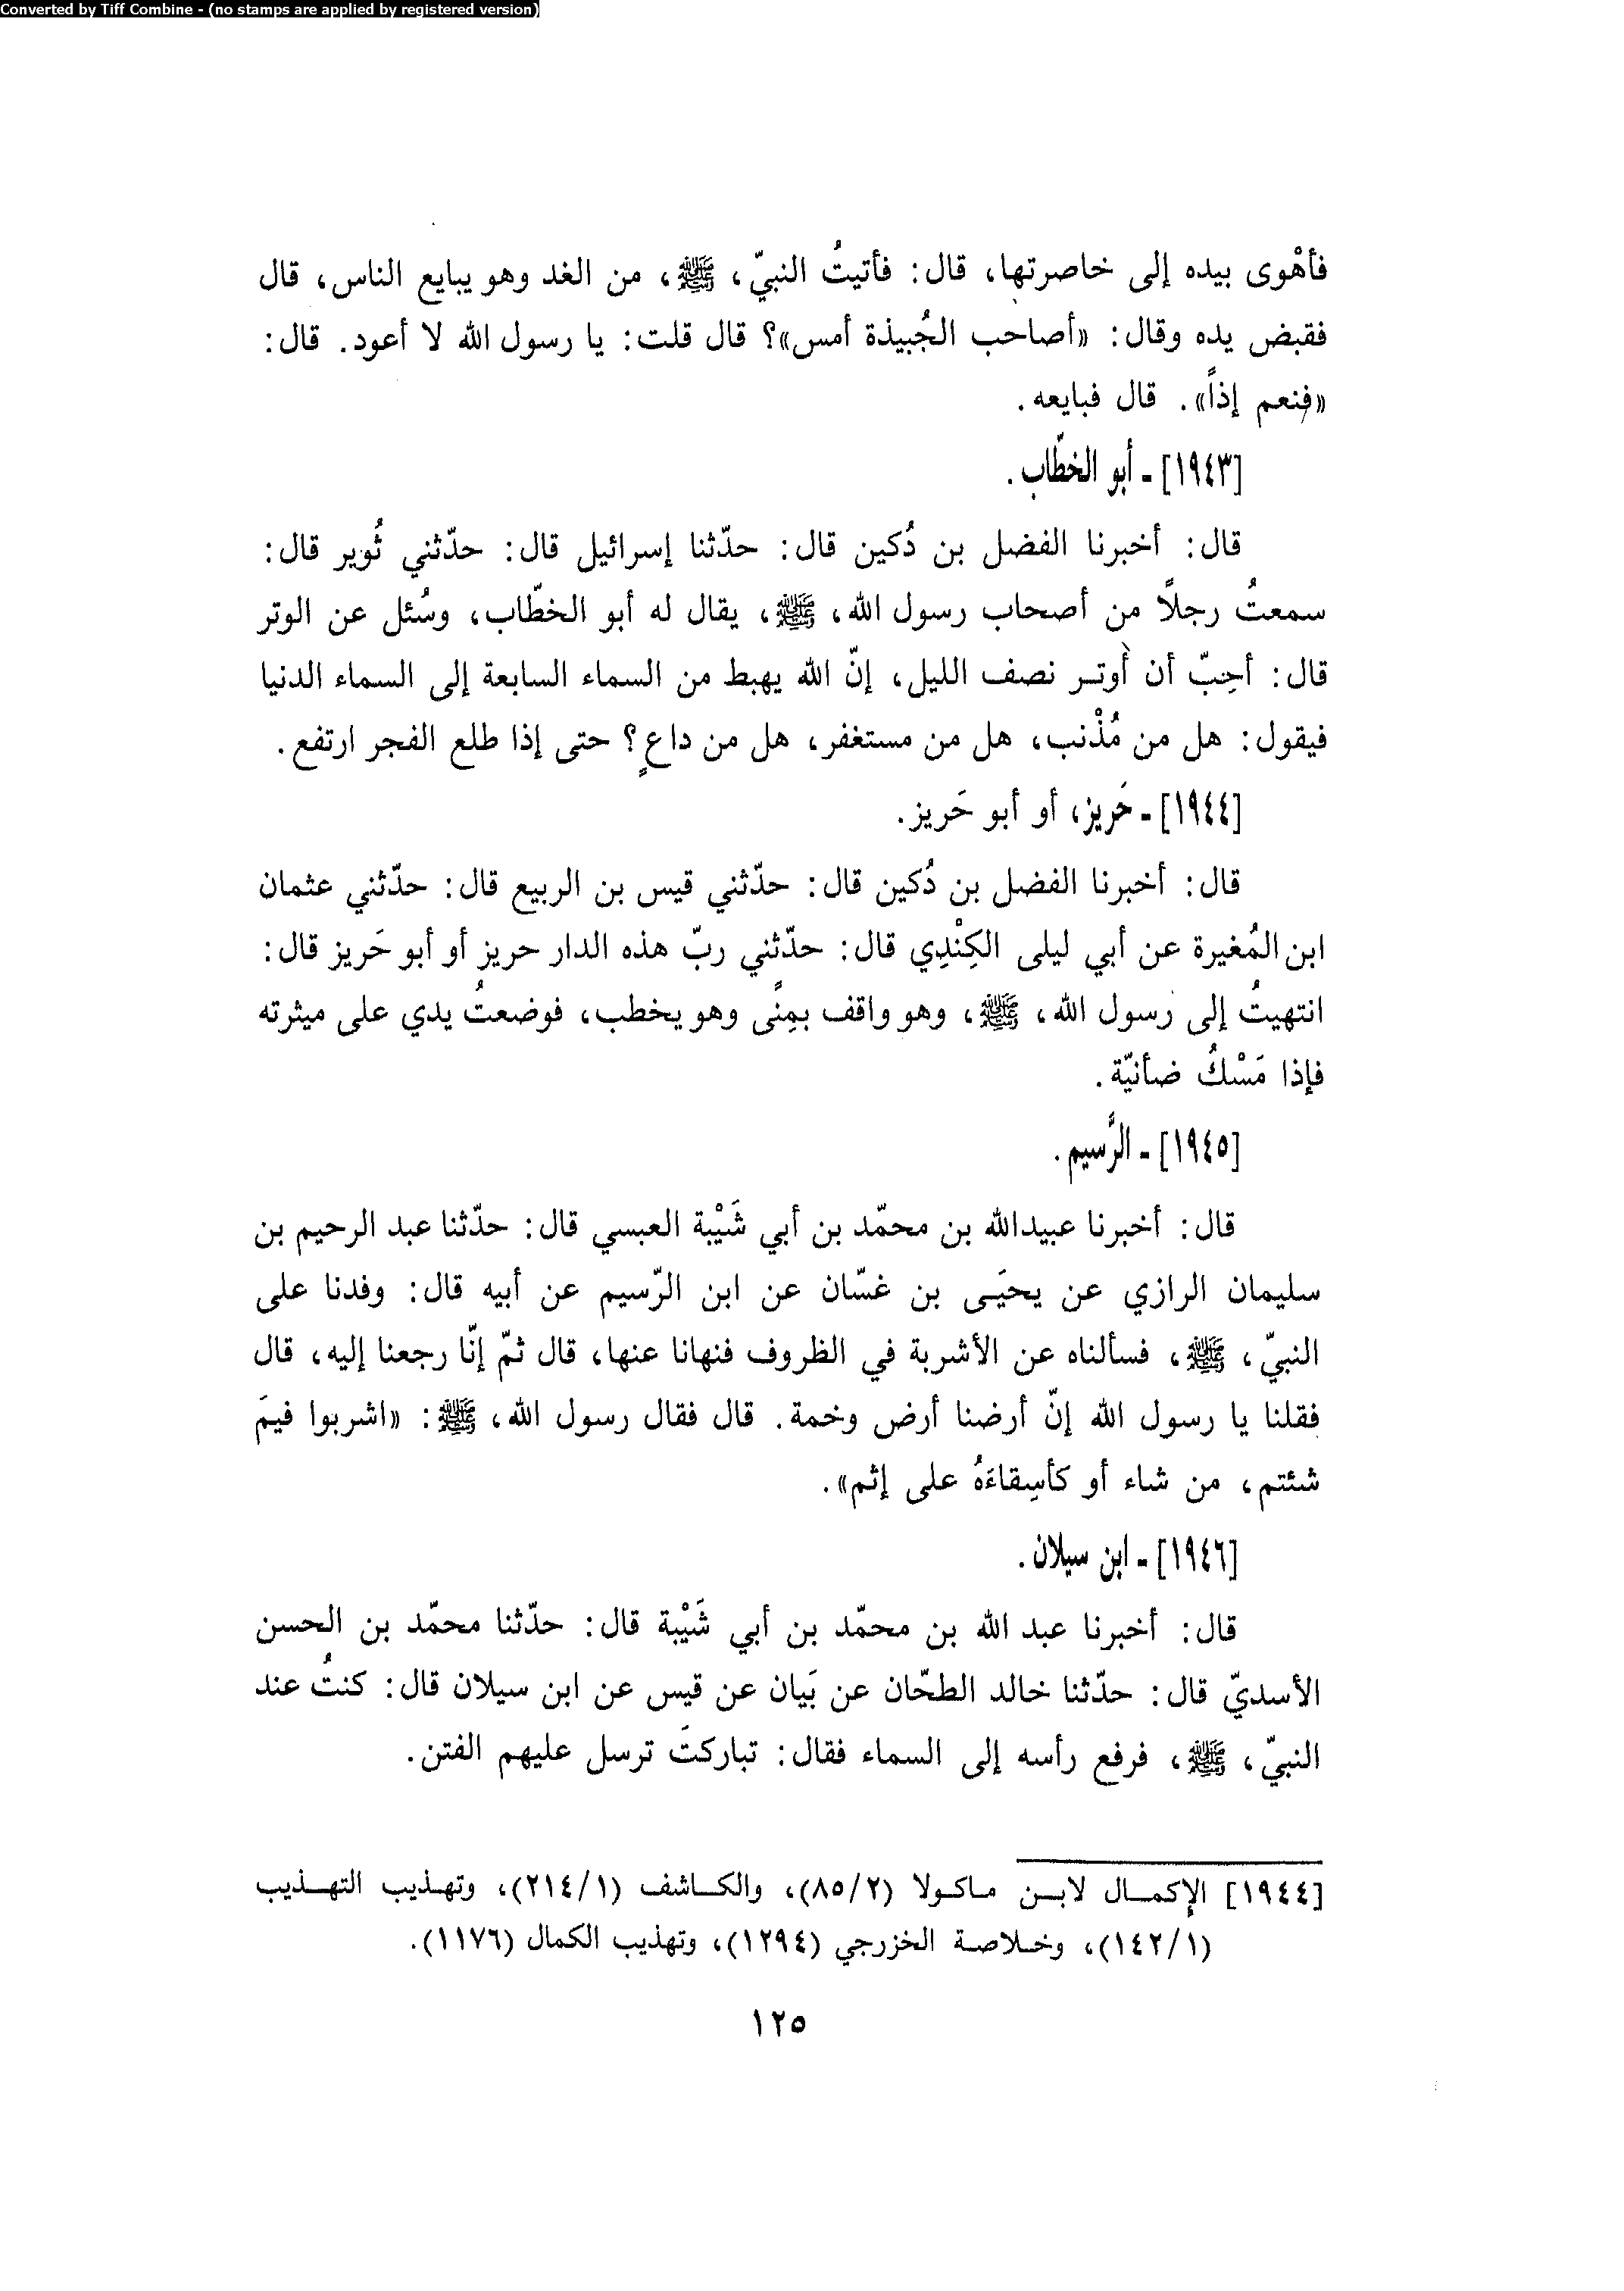 Converted by Tiff Combine - (no stamps are applied by registered version)
فأهْوى بيده إلى خاصرتها، قال: فأتيتُ النبيّ، ﷺ، من الغد وهو يبايع الناس، قال
فقبض يده وقال: «أصاحب الجُبيذة أمس»؟ قال قلت: يا رسول الله لا أعود. قال:
«فنعم إذاً». قال فبايعه.
[١٩٤٣] - أبو الخطّاب.
قال: أخبرنا الفضل بن دُكين قال: حدّثنا إسرائيل قال: حدّثني ثُوير قال:
سمعتُ رجلاً من أصحاب رسول الله، ﷺ، يقال له أبو الخطّاب، وسُئل عن الوتر
قال: أحِبّ أن أوتر نصف الليل، إنّ الله يهبط من السماء السابعة إلى السماء الدنيا
فيقول: هل من مُذْنب، هل من مستغفر، هل من داعٍ؟ حتى إذا طلع الفجر ارتفع.
[١٩٤٤] - حَريز، أو أبو حَريز.
قال: أخبرنا الفضل بن دُكين قال: حدّثني قيس بن الربيع قال: حدّثني عثمان
ابن المُغيرة عن أبي ليلى الكِنْدِي قال: حدّثني ربّ هذه الدار حريز أو أبو حَريز قال:
انتهيتُ إلى رسول الله، ﷺ، وهو واقف بمِنًى وهو يخطب، فوضعتُ يدي على ميثرته
فإذا مَسْكُ ضأنيّة.
[١٩٤٥] - الرَّسيم.
قال: أخبرنا عبيدالله بن محمّد بن أبي شَيْبة العبسي قال: حدّثنا عبد الرحيم بن
سليمان الرازي عن يحيَى بن غسّان عن ابن الرّسيم عن أبيه قال: وفدنا على
النبيّ، ﷺ، فسألناه عن الأشربة في الظروف فنهانا عنها، قال ثمّ إنّا رجعنا إليه، قال
فقلنا يا رسول الله إنّ أرضنا أرض وخمة. قال فقال رسول الله، ﷺ: «اشربوا فيمَ
شئتم، من شاء أو كأسِقاءَهُ على إثم».
[١٩٤٦] - ابن سيلان.
قال: أخبرنا عبد الله بن محمّد بن أبي شَيْبة قال: حدّثنا محمّد بن الحسن
الأسديّ قال: حدّثنا خالد الطحّان عن بَيان عن قيس عن ابن سيلان قال: كنتُ عند
النبيّ، ﷺ، فرفع رأسه إلى السماء فقال: تباركتَ ترسل عليهم الفتن.
[١٩٤٤] الإكمال لابن ماكولا (٨٥/٢)، والكاشف (٢١٤/١)، وتهذيب التهذيب
(١٤٢/١)، وخلاصة الخزرجي (١٢٩٤)، وتهذيب الكمال (١١٧٦).
١٢٥